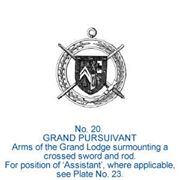 No. 20.
GRAND PURSUIVANT
Arms of the Grand Lodge surmounting a
crossed sword and rod.
For position of ‘Assistant’, where applicable,
see Plate No. 23.